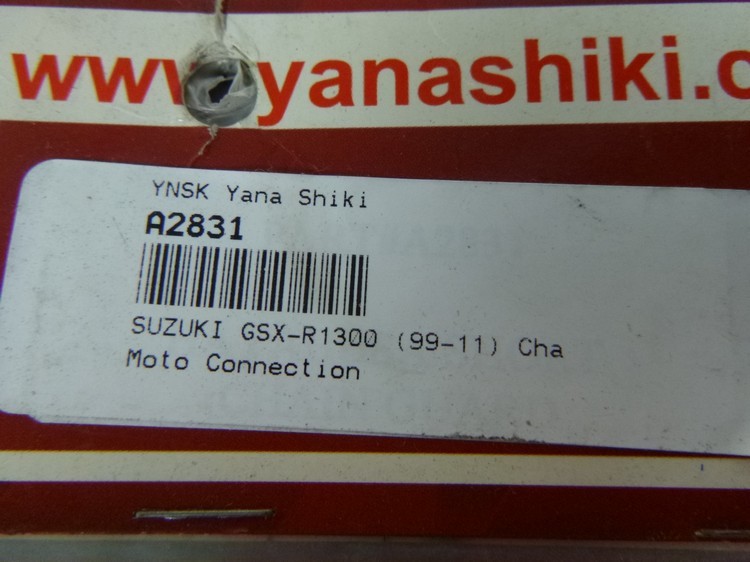 www.yanashiki.c
YNSK Yana Shiki
A2831
SUZUKI GSX-R1300 (99-11) Cha
Moto Connection